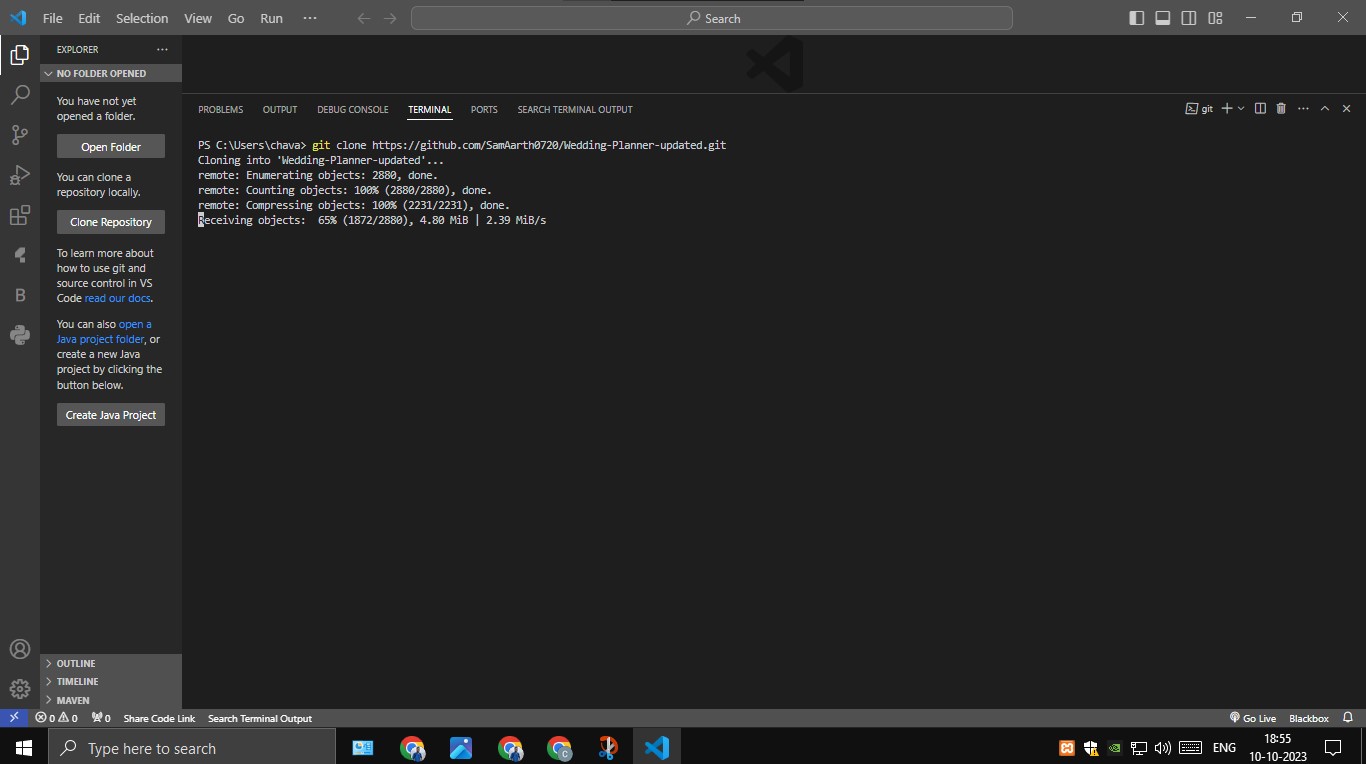 File Edit Selection View Go Run ···
Search
EXPLORER ···
NO FOLDER OPENED
You have not yet
opened a folder.
Open Folder
You can clone a
repository locally.
Clone Repository
To learn more about
how to use git and
source control in VS
Code read our docs.
You can also open a
Java project folder, or
create a new Java
project by clicking the
button below.
Create Java Project
OUTLINE
TIMELINE
MAVEN
PROBLEMS OUTPUT DEBUG CONSOLE TERMINAL PORTS SEARCH TERMINAL OUTPUT
git
PS C:\Users\chava> git clone https://github.com/SamAarth0720/Wedding-Planner-updated.git
Cloning into 'Wedding-Planner-updated'...
remote: Enumerating objects: 2880, done.
remote: Counting objects: 100% (2880/2880), done.
remote: Compressing objects: 100% (2231/2231), done.
Receiving objects:  65% (1872/2880), 4.80 MiB | 2.39 MiB/s
0 0 0 Share Code Link Search Terminal Output
Go Live Blackbox
Type here to search
ENG
18:55
10-10-2023